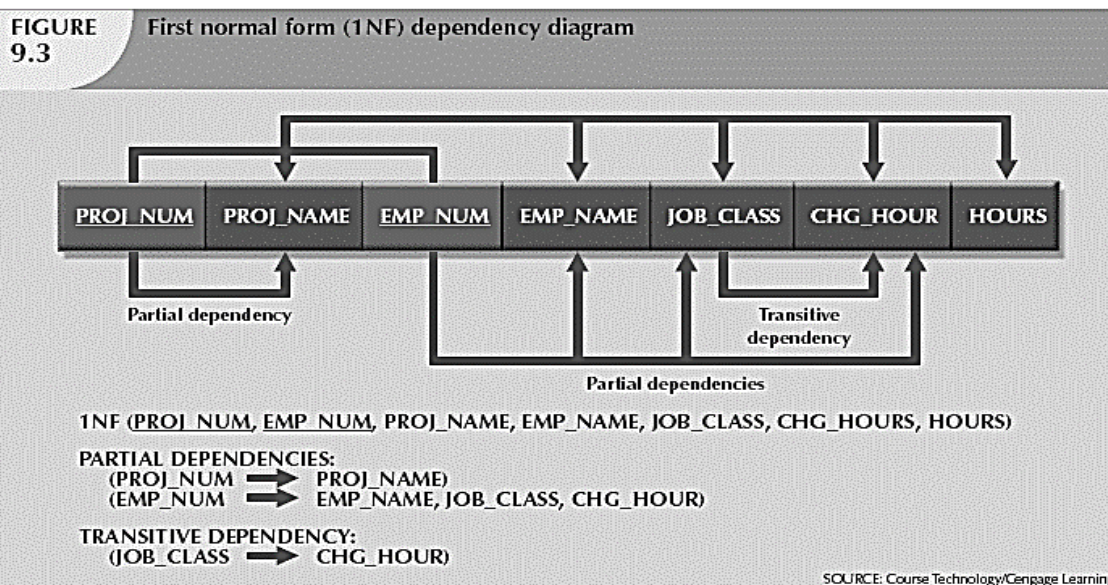 FIGURE
9.3
First normal form (1NF) dependency diagram
PROJ_NUM PROJ_NAME EMP_NUM EMP_NAME JOB_CLASS CHG_HOUR HOURS
Partial dependency
Transitive
dependency
Partial dependencies
1NF (PROJ_NUM, EMP_NUM, PROJ_NAME, EMP_NAME, JOB_CLASS, CHG_HOURS, HOURS)
PARTIAL DEPENDENCIES:
(PROJ_NUM → PROJ_NAME)
(EMP_NUM → EMP_NAME, JOB_CLASS, CHG_HOUR)
TRANSITIVE DEPENDENCY:
(JOB_CLASS → CHG_HOUR)
SOURCE: Course Technology/Cengage Learnin